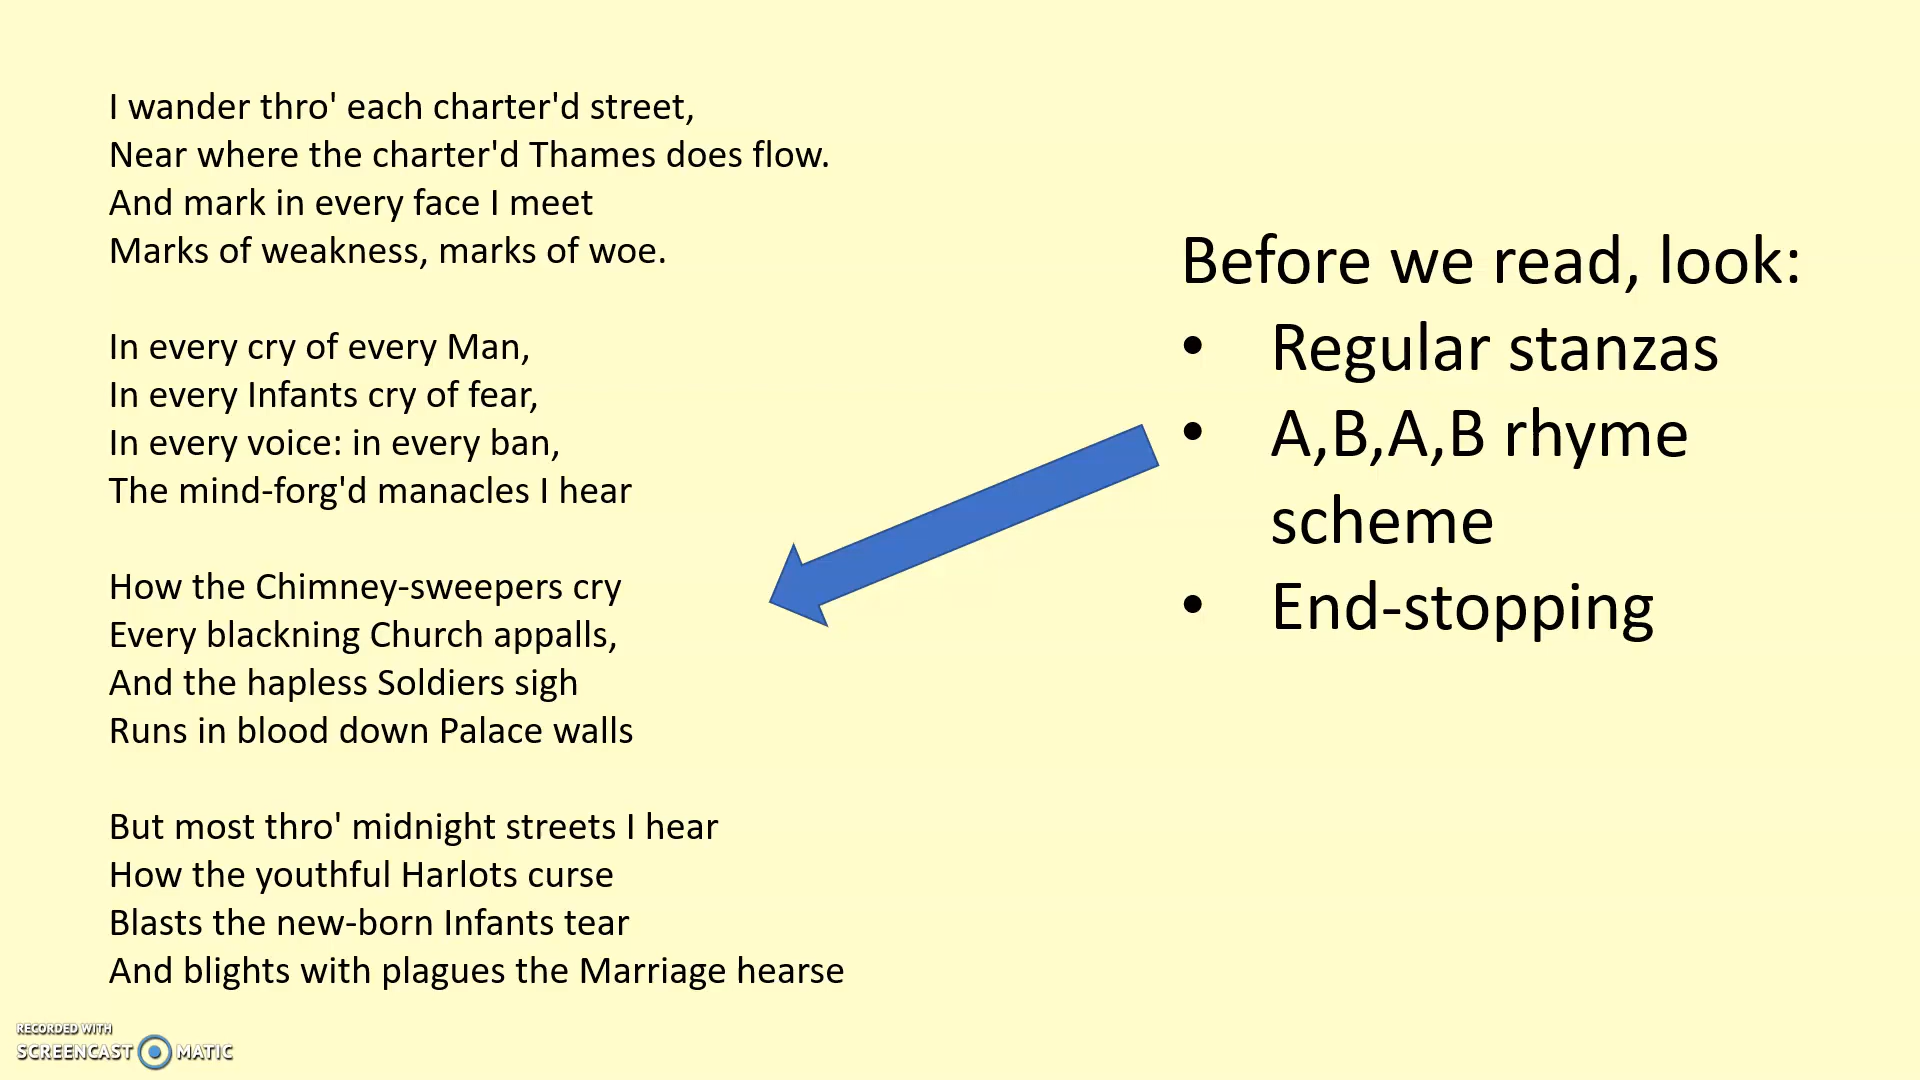 I wander thro' each charter'd street,
Near where the charter'd Thames does flow.
And mark in every face I meet
Marks of weakness, marks of woe.
In every cry of every Man,
In every Infants cry of fear,
In every voice: in every ban,
The mind-forg'd manacles I hear
How the Chimney-sweepers cry
Every blackning Church appalls,
And the hapless Soldiers sigh
Runs in blood down Palace walls
But most thro' midnight streets I hear
How the youthful Harlots curse
Blasts the new-born Infants tear
And blights with plagues the Marriage hearse
Before we read, look:
• Regular stanzas
• A,B,A,B rhyme
scheme
• End-stopping
RECORDED WITH
SCREENCAST MATIC